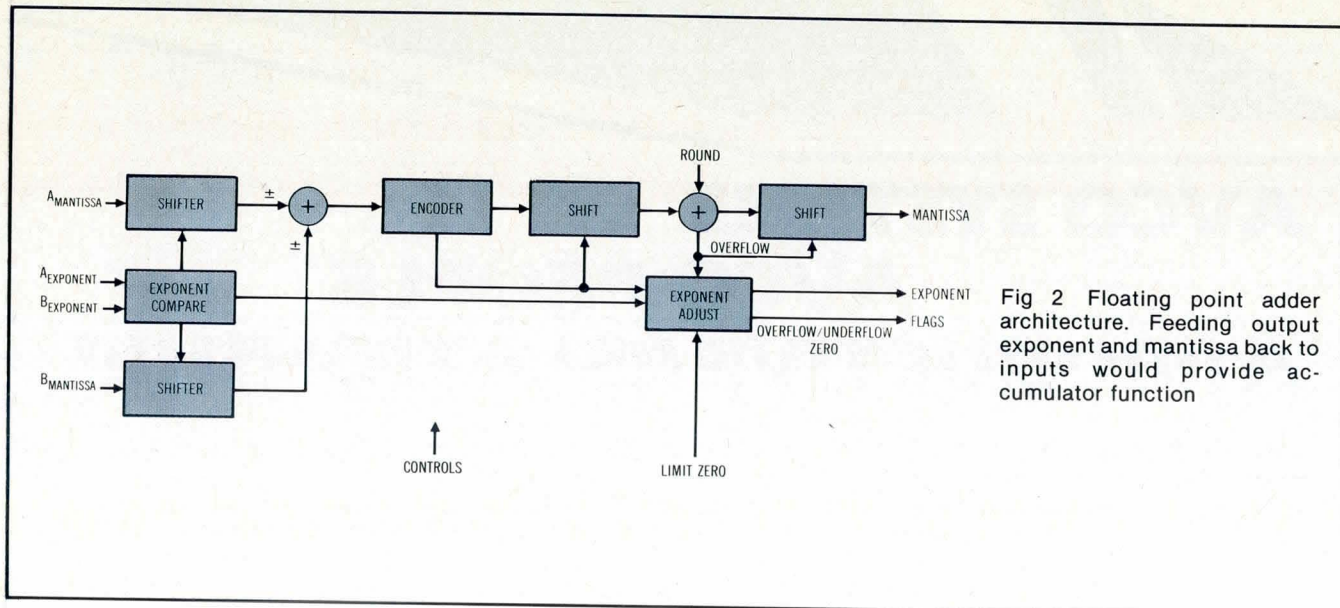 ROUND
A MANTISSA
SHIFTER
±
+
ENCODER
SHIFT
+
SHIFT
MANTISSA
±
OVERFLOW
A EXPONENT
B EXPONENT
EXPONENT
COMPARE
EXPONENT
ADJUST
EXPONENT
FLAGS
OVERFLOW/UNDERFLOW
ZERO
B MANTISSA
SHIFTER
CONTROLS
LIMIT ZERO
Fig 2 Floating point adder
architecture. Feeding output
exponent and mantissa back to
inputs would provide ac-
cumulator function